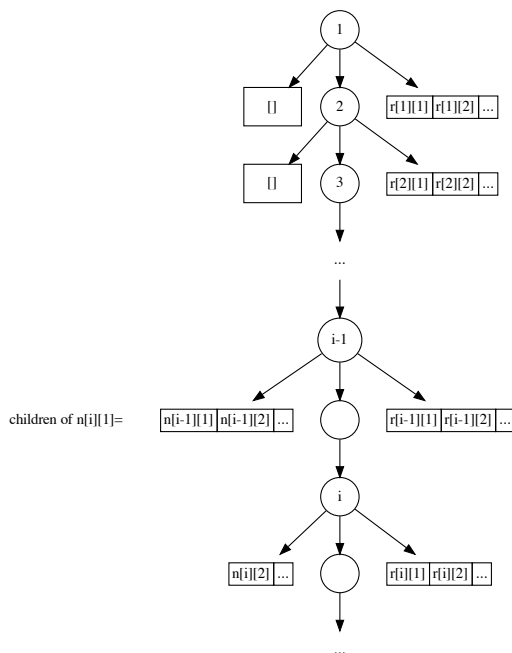 1
[] 2 r[1][1] r[1][2] ...
[] 3 r[2][1] r[2][2] ...
...
i-1
children of n[i][1]= n[i-1][1] n[i-1][2] ... r[i-1][1] r[i-1][2] ...
i
n[i][2] ... r[i][1] r[i][2] ...
...